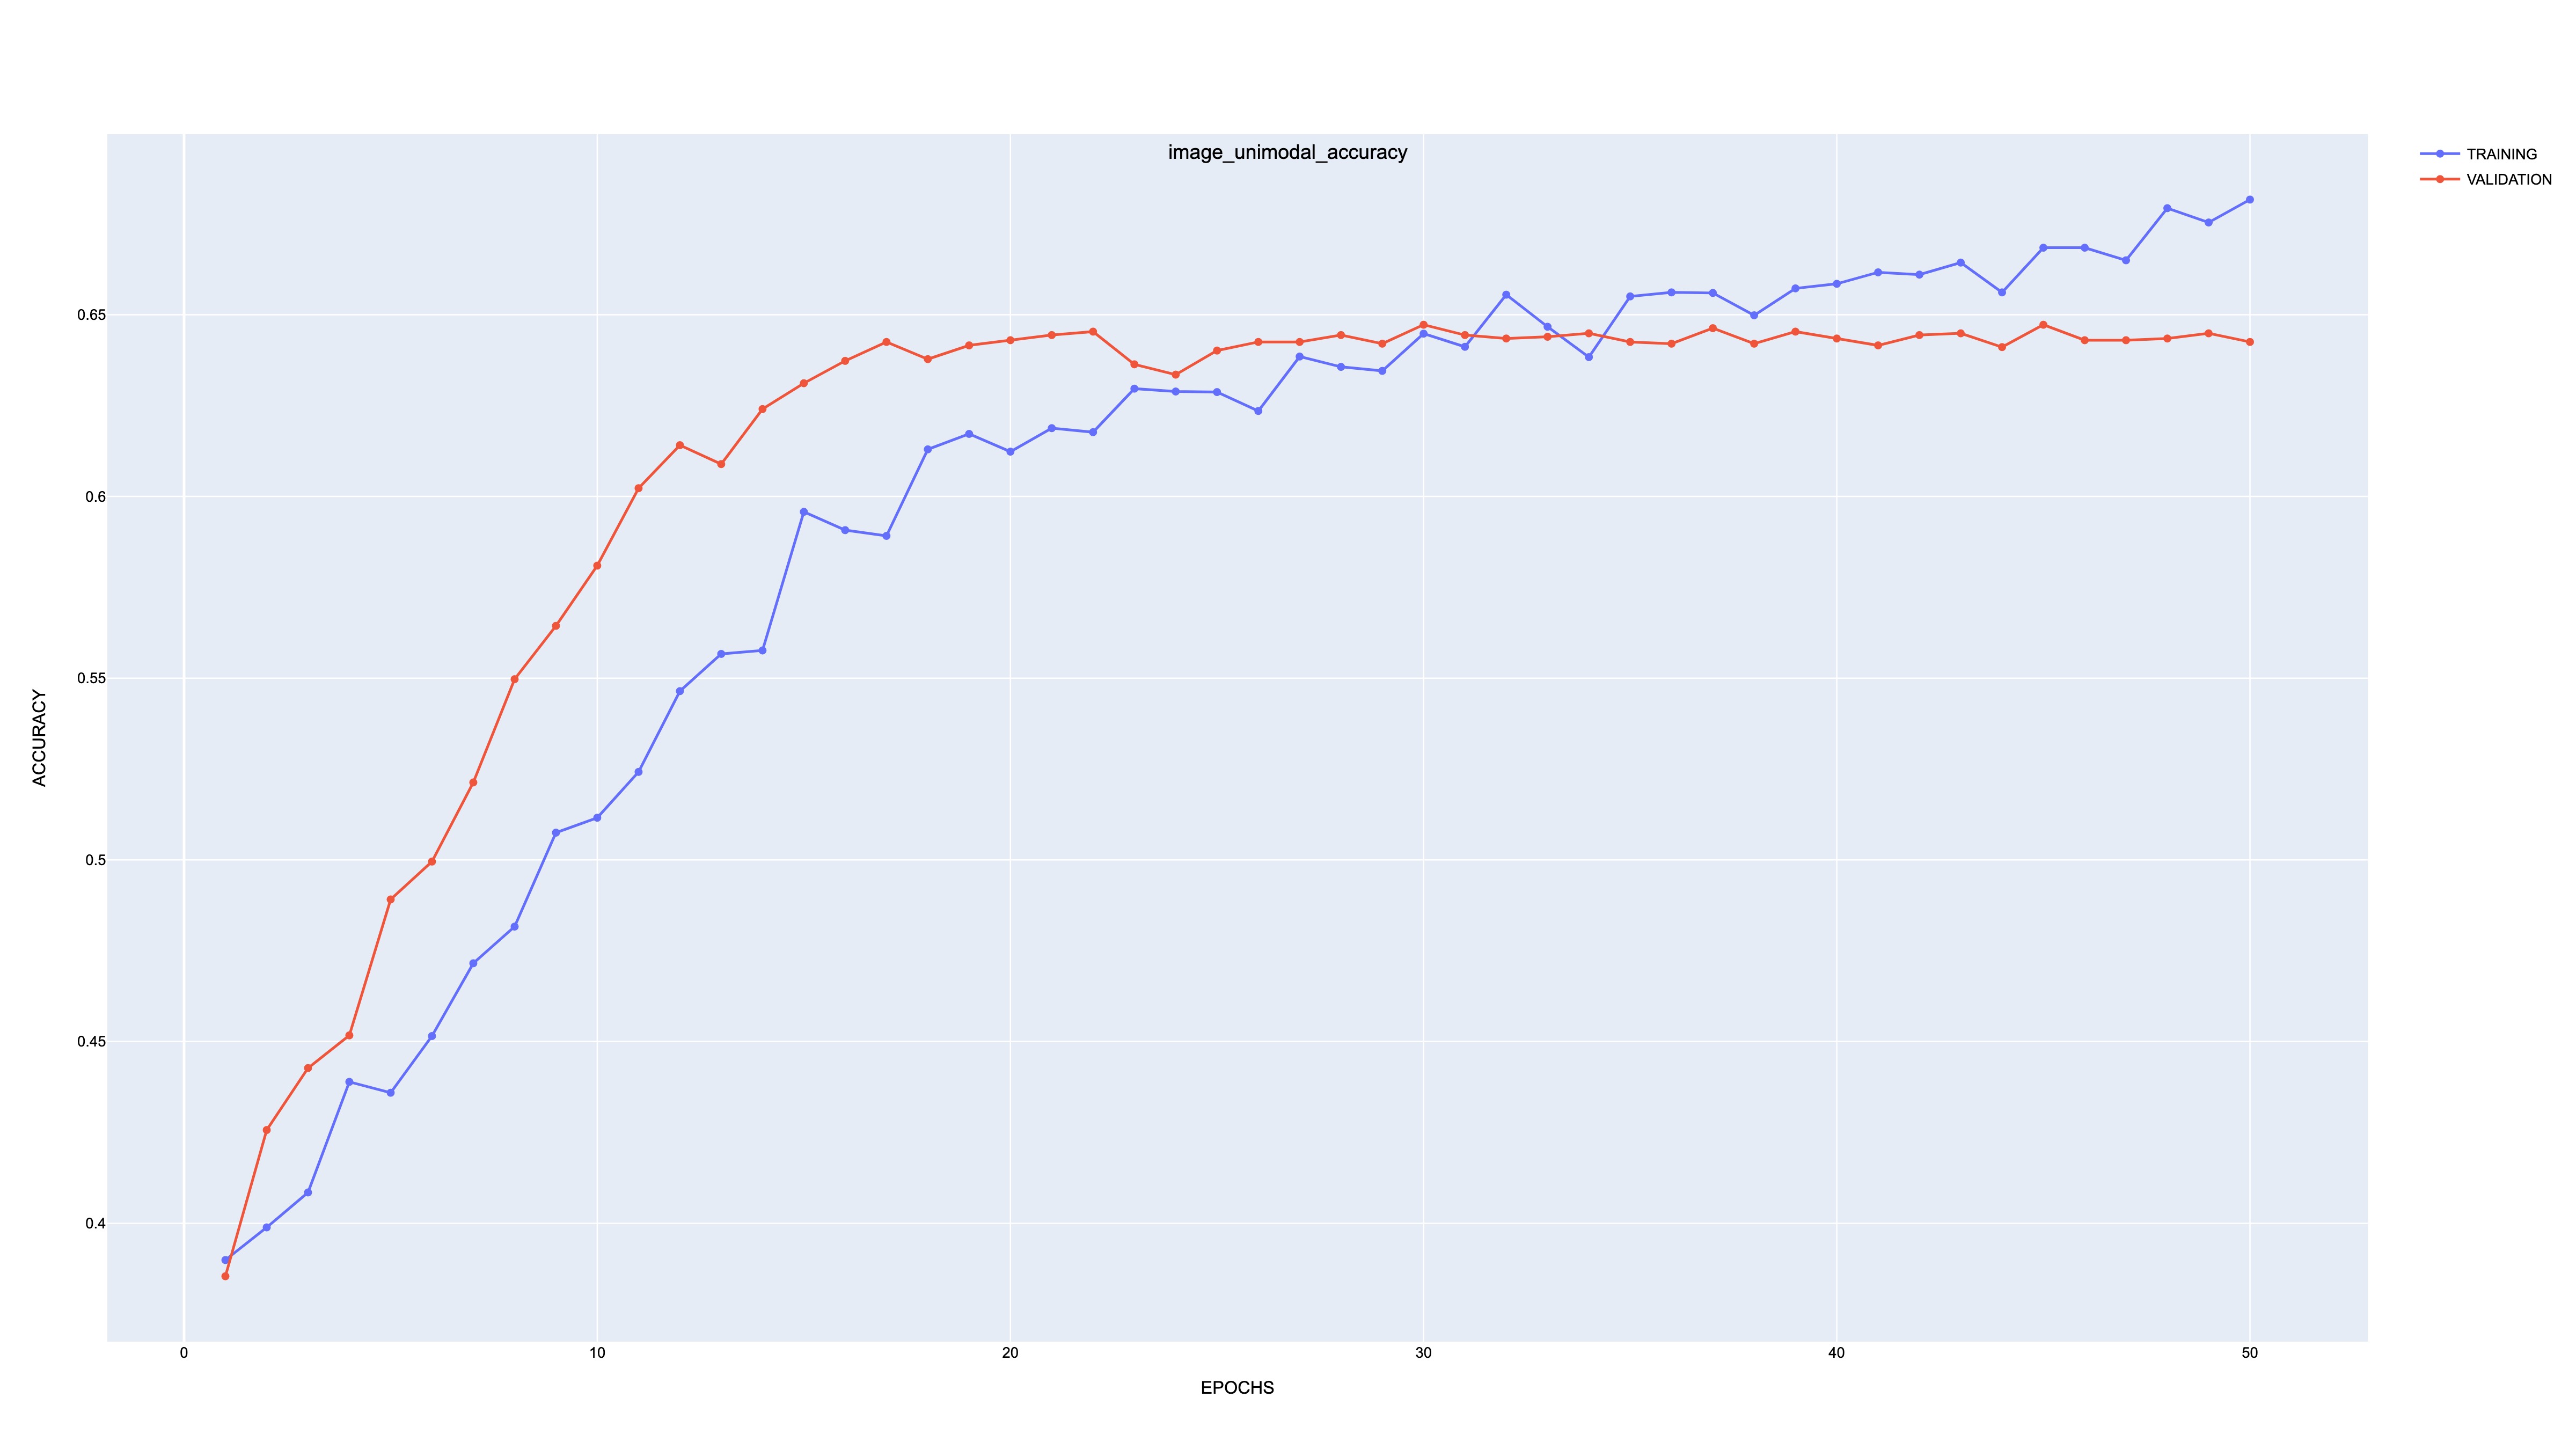 image_unimodal_accuracy
TRAINING
VALIDATION
0.65
0.6
0.55
0.5
0.45
0.4
ACCURACY
0 10 20 30 40 50
EPOCHS